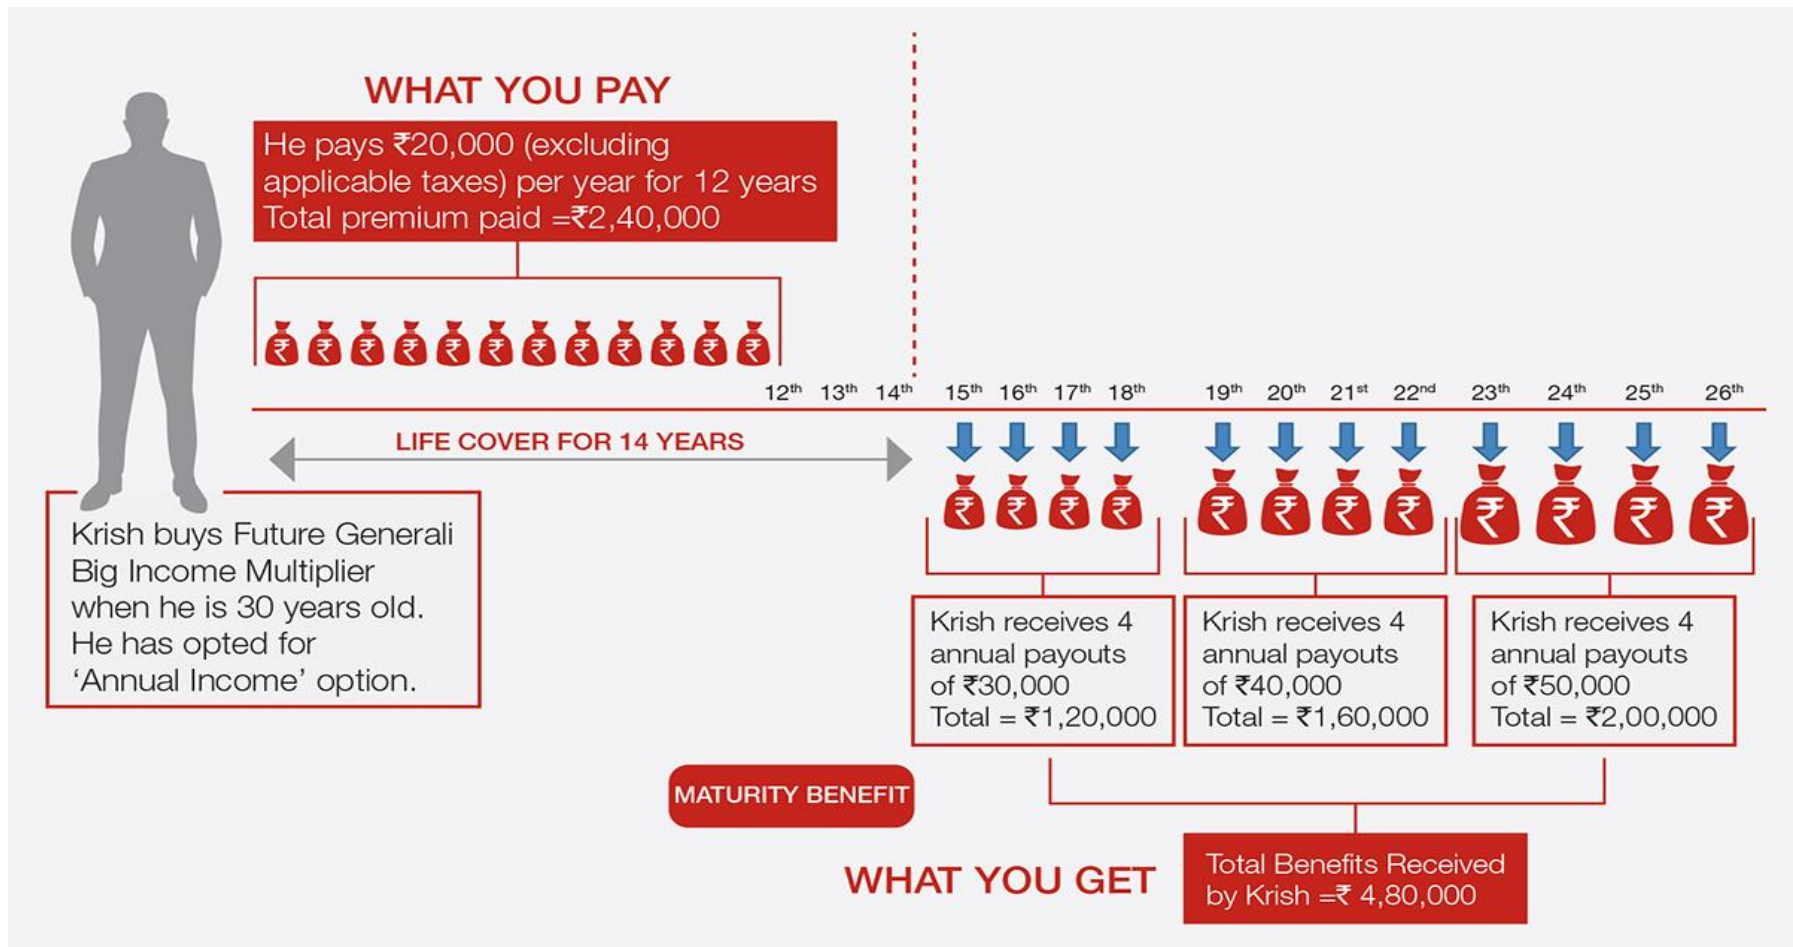 WHAT YOU PAY
He pays ₹20,000 (excluding
applicable taxes) per year for 12 years
Total premium paid =₹2,40,000
₹ ₹ ₹ ₹ ₹ ₹ ₹ ₹ ₹ ₹ ₹ ₹
12th 13th 14th 15th 16th 17th 18th 19th 20th 21st 22nd 23th 24th 25th 26th
LIFE COVER FOR 14 YEARS
₹ ₹ ₹ ₹ ₹ ₹ ₹ ₹ ₹ ₹ ₹ ₹
Krish buys Future Generali
Big Income Multiplier
when he is 30 years old.
He has opted for
‘Annual Income’ option.
Krish receives 4
annual payouts
of ₹30,000
Total = ₹1,20,000
Krish receives 4
annual payouts
of ₹40,000
Total = ₹1,60,000
Krish receives 4
annual payouts
of ₹50,000
Total = ₹2,00,000
MATURITY BENEFIT
WHAT YOU GET
Total Benefits Received
by Krish =₹ 4,80,000